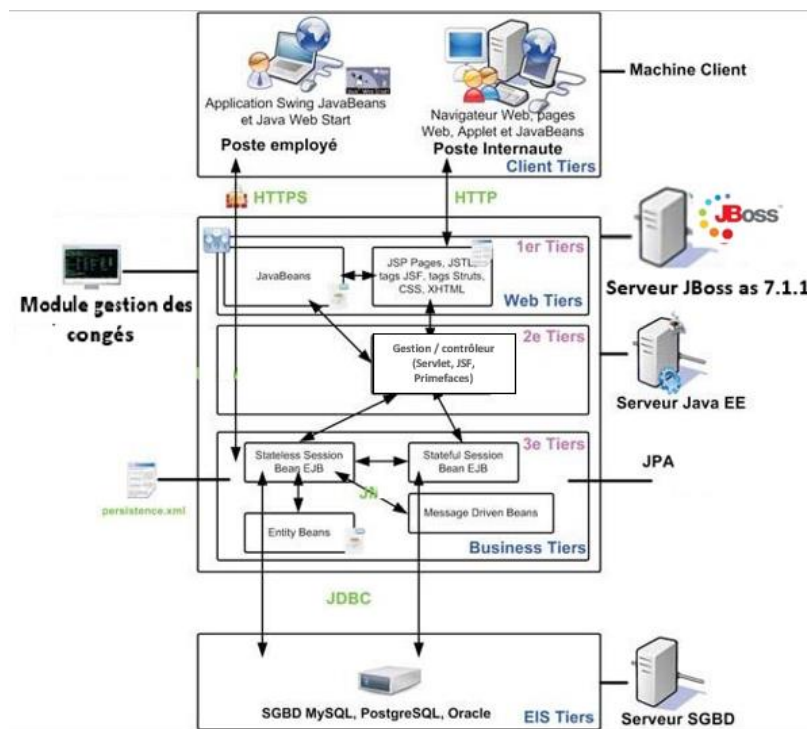 Application Swing JavaBeans
et Java Web Start
Poste employé
Navigateur Web, pages
Web, Applet et JavaBeans
Poste Internaute
Client Tiers
Machine Client
HTTPS
HTTP
JBoss
1er Tiers
JavaBeans
JSP Pages, JSTL,
tags JSF, tags Struts,
CSS, XHTML
Web Tiers
Serveur JBoss as 7.1.1
Module gestion des
congés
2e Tiers
Gestion / contrôleur
(Servlet, JSF,
Primefaces)
Serveur Java EE
3e Tiers
Stateless Session
Bean EJB
Stateful Session
Bean EJB
JPA
persistence.xml
Entity Beans
Message Driven Beans
Business Tiers
JDBC
SGBD MySQL, PostgreSQL, Oracle
EIS Tiers
Serveur SGBD